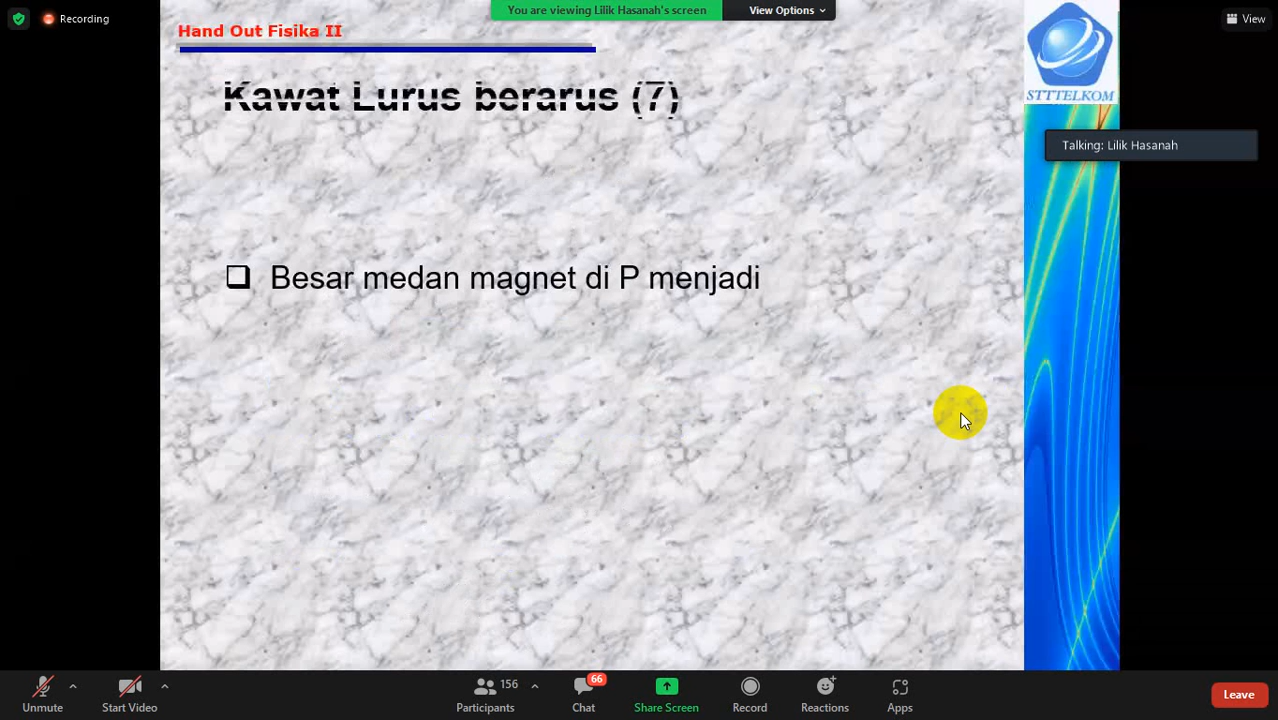 You are viewing Lilik Hasanah's screen
View Options
Recording
View
Hand Out Fisika II
Kawat Lurus berarus (7)
STTTELKOM
Talking: Lilik Hasanah
Besar medan magnet di P menjadi
156
66
Unmute
Start Video
Participants
Chat
Share Screen
Record
Reactions
Apps
Leave